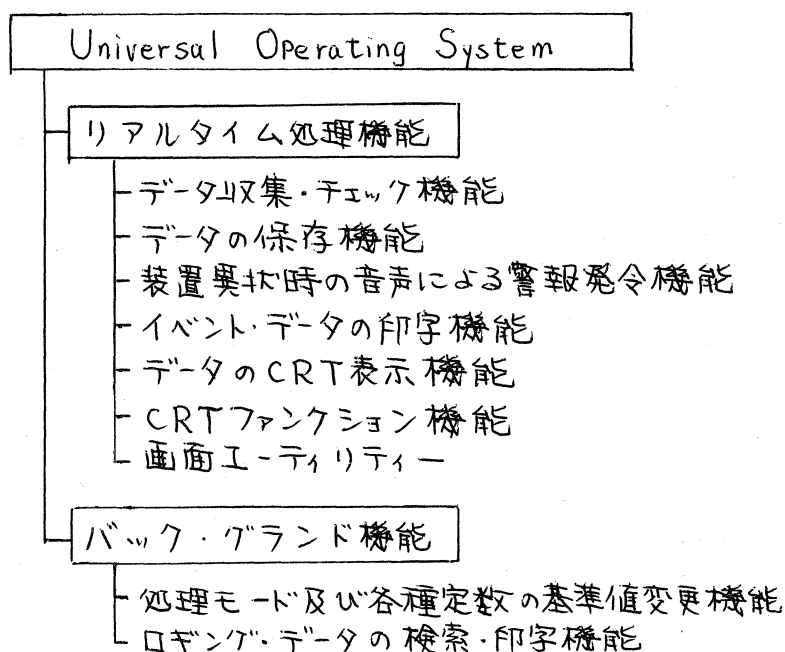 Universal Operating System
リアルタイム処理機能
データ収集・チェック機能
データの保存機能
装置異状時の音声による警報発令機能
イベント・データの印字機能
データのCRT表示機能
CRTファンクション機能
画面エーティリティー
バック・グランド機能
処理モード及び各種定数の基準値変更機能
ロギング・データの検索・印字機能